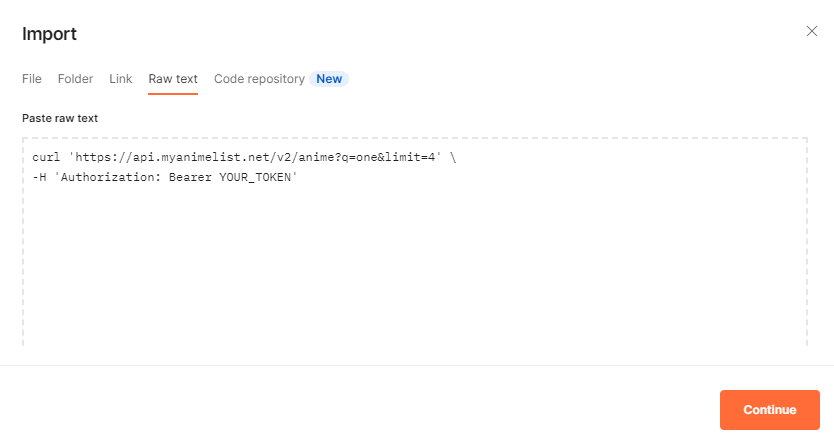 Import
File Folder Link Raw text Code repository New
Paste raw text
curl 'https://api.myanimelist.net/v2/anime?q=one&limit=4' \
-H 'Authorization: Bearer YOUR_TOKEN'
Continue